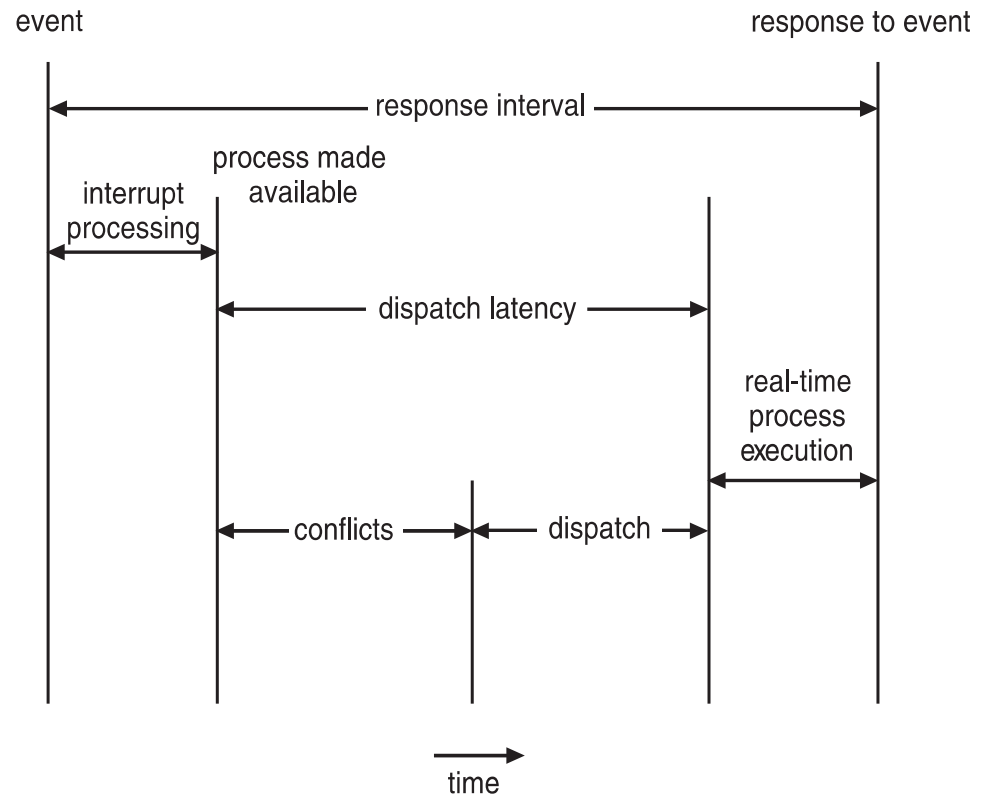 event
response to event
response interval
process made
available
interrupt
processing
dispatch latency
real-time
process
execution
conflicts
dispatch
time